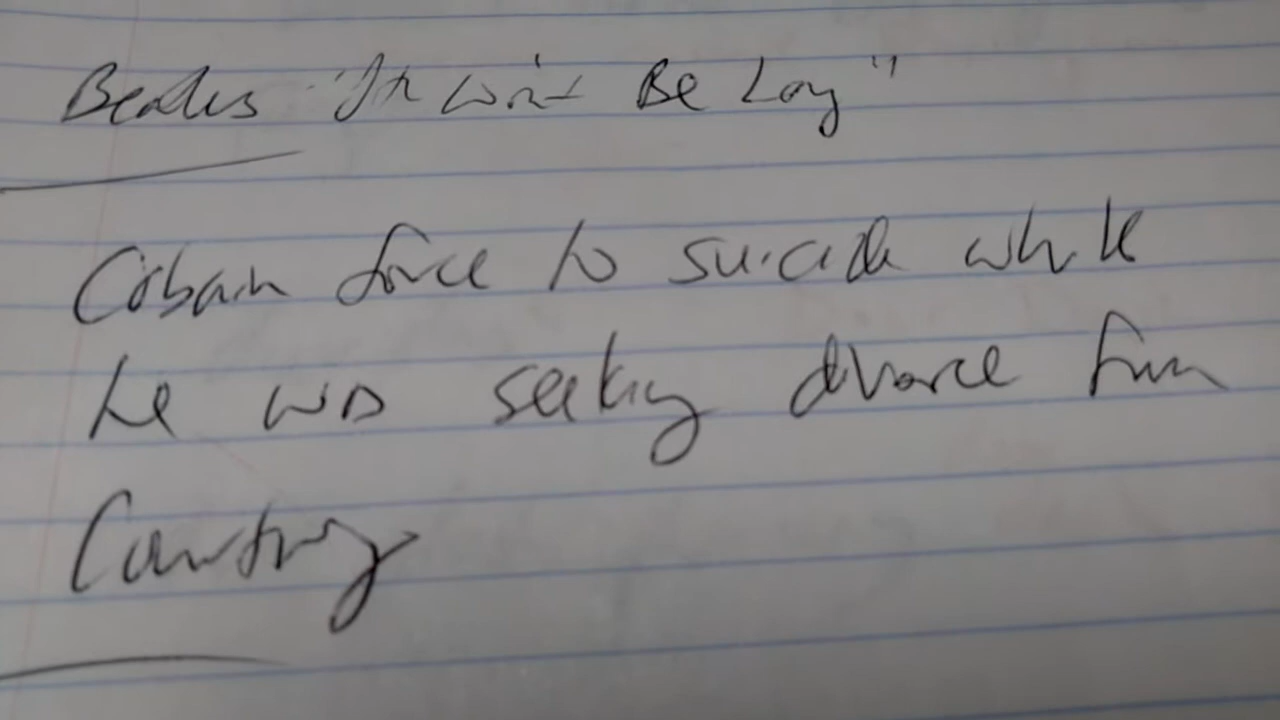 Beatles "It Won't Be Long"
Cobain force to suicide while
he was seeking divorce from
Courtney